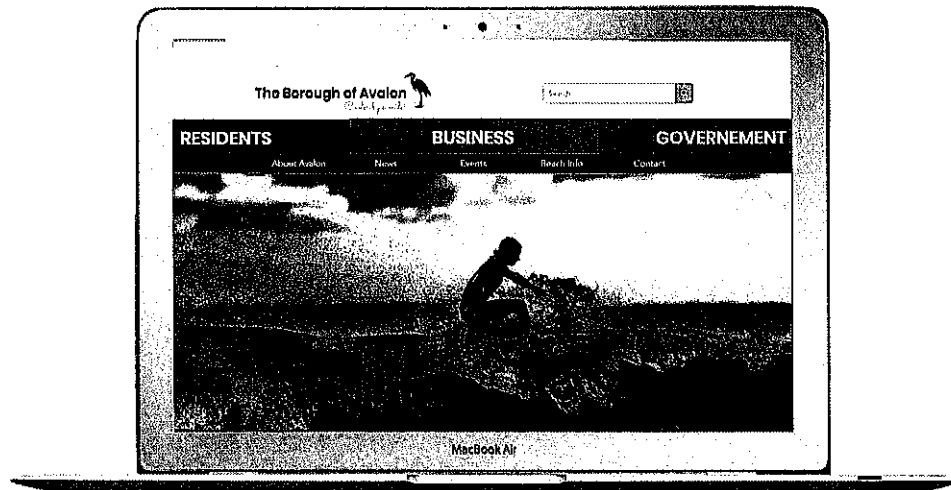 The Borough of Avalon
Search
RESIDENTS BUSINESS GOVERNEMENT
About Avalon News Events Beach Info Contact
MacBook Air